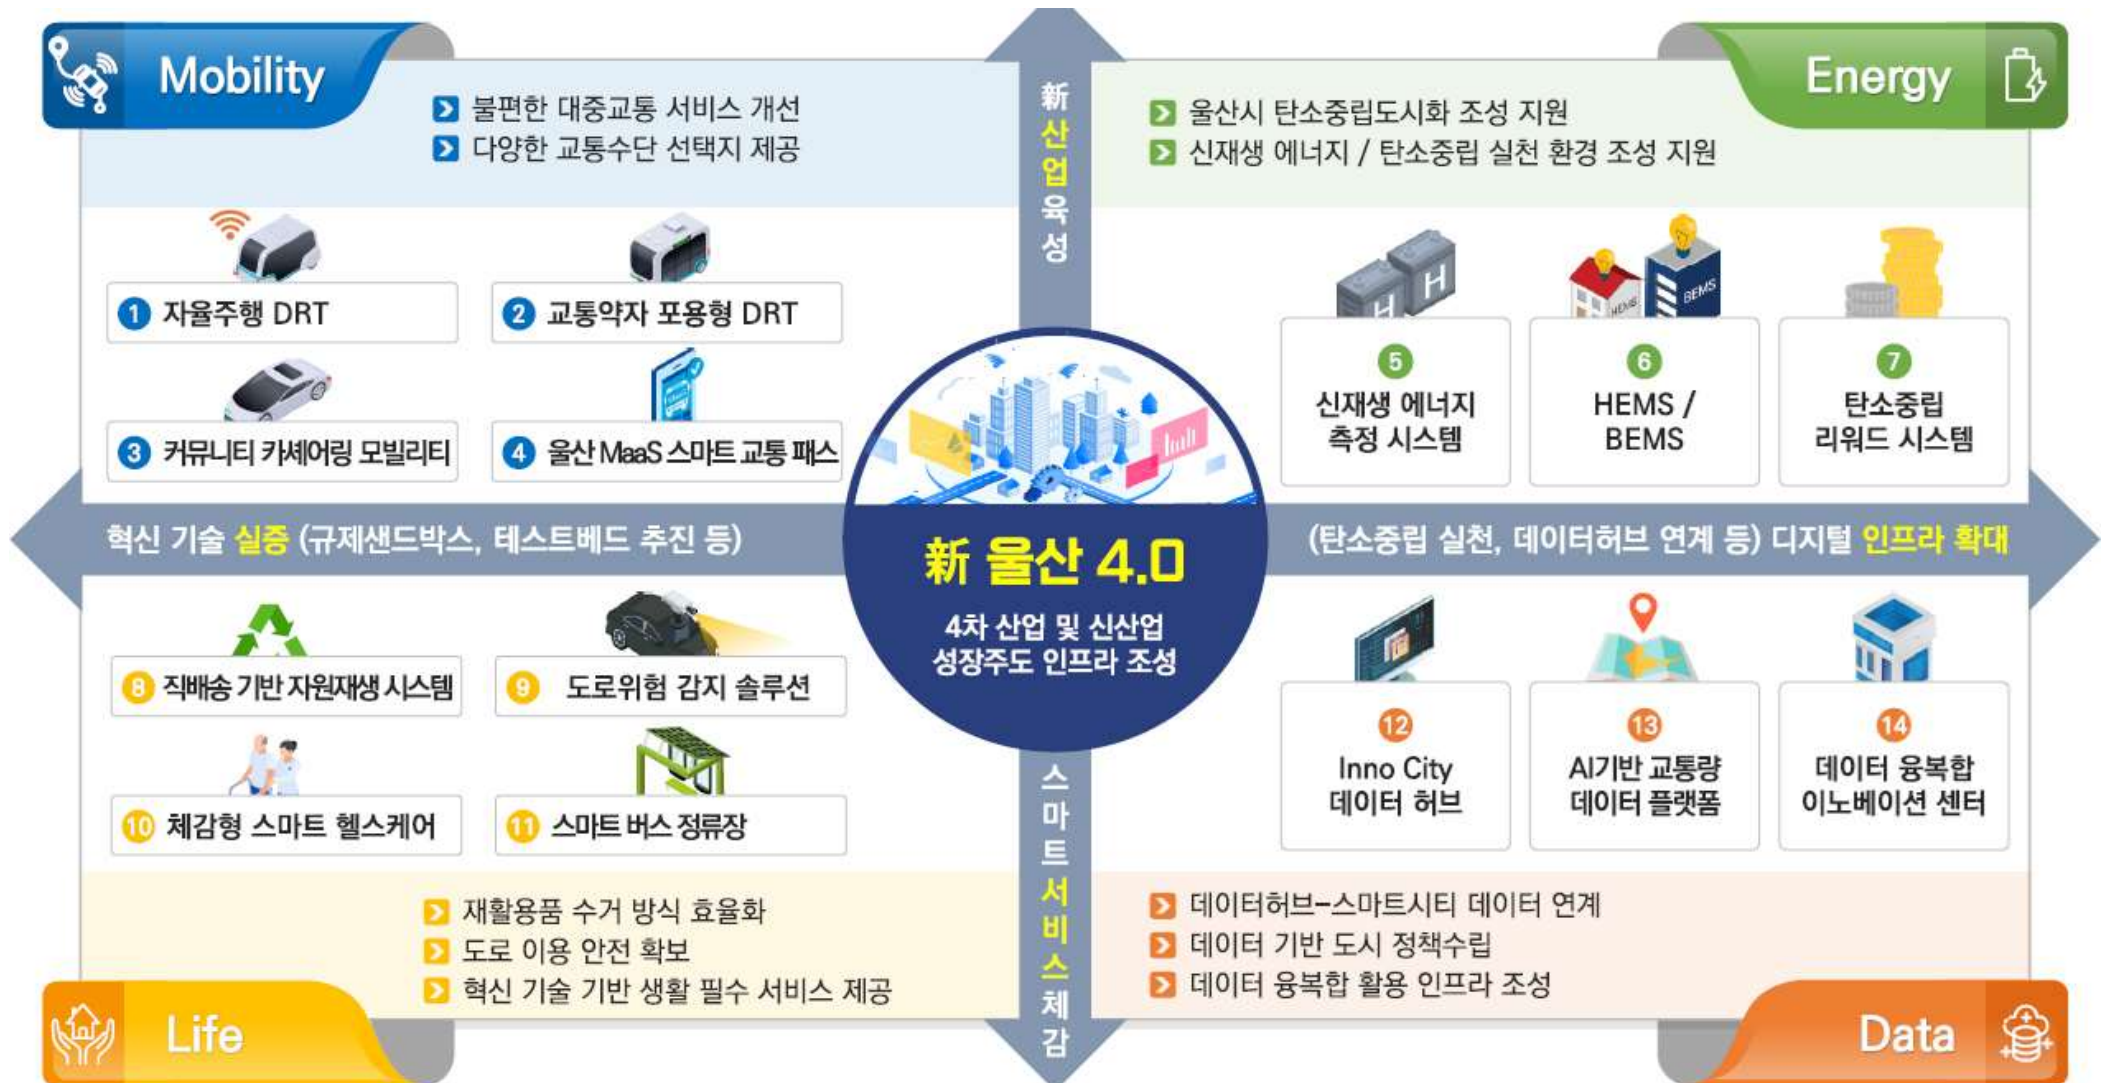 Mobility
불편한 대중교통 서비스 개선
다양한 교통수단 선택지 제공
1 자율주행 DRT
2 교통약자 포용형 DRT
3 커뮤니티 카셰어링 모빌리티
4 울산 MaaS 스마트 교통 패스
新산업육성
Energy
울산시 탄소중립도시화 조성 지원
신재생 에너지 / 탄소중립 실천 환경 조성 지원
H H
HEMS
BEMS
5
신재생 에너지
측정 시스템
6
HEMS /
BEMS
7
탄소중립
리워드 시스템
혁신 기술 실증 (규제샌드박스, 테스트베드 추진 등)
新 울산 4.0
4차 산업 및 신산업
성장주도 인프라 조성
(탄소중립 실천, 데이터허브 연계 등) 디지털 인프라 확대
8 직배송 기반 자원재생 시스템
9 도로위험 감지 솔루션
10 체감형 스마트 헬스케어
11 스마트 버스 정류장
재활용품 수거 방식 효율화
도로 이용 안전 확보
혁신 기술 기반 생활 필수 서비스 제공
Life
스마트서비스체감
12
Inno City
데이터 허브
13
AI기반 교통량
데이터 플랫폼
14
데이터 융복합
이노베이션 센터
데이터허브-스마트시티 데이터 연계
데이터 기반 도시 정책수립
데이터 융복합 활용 인프라 조성
Data